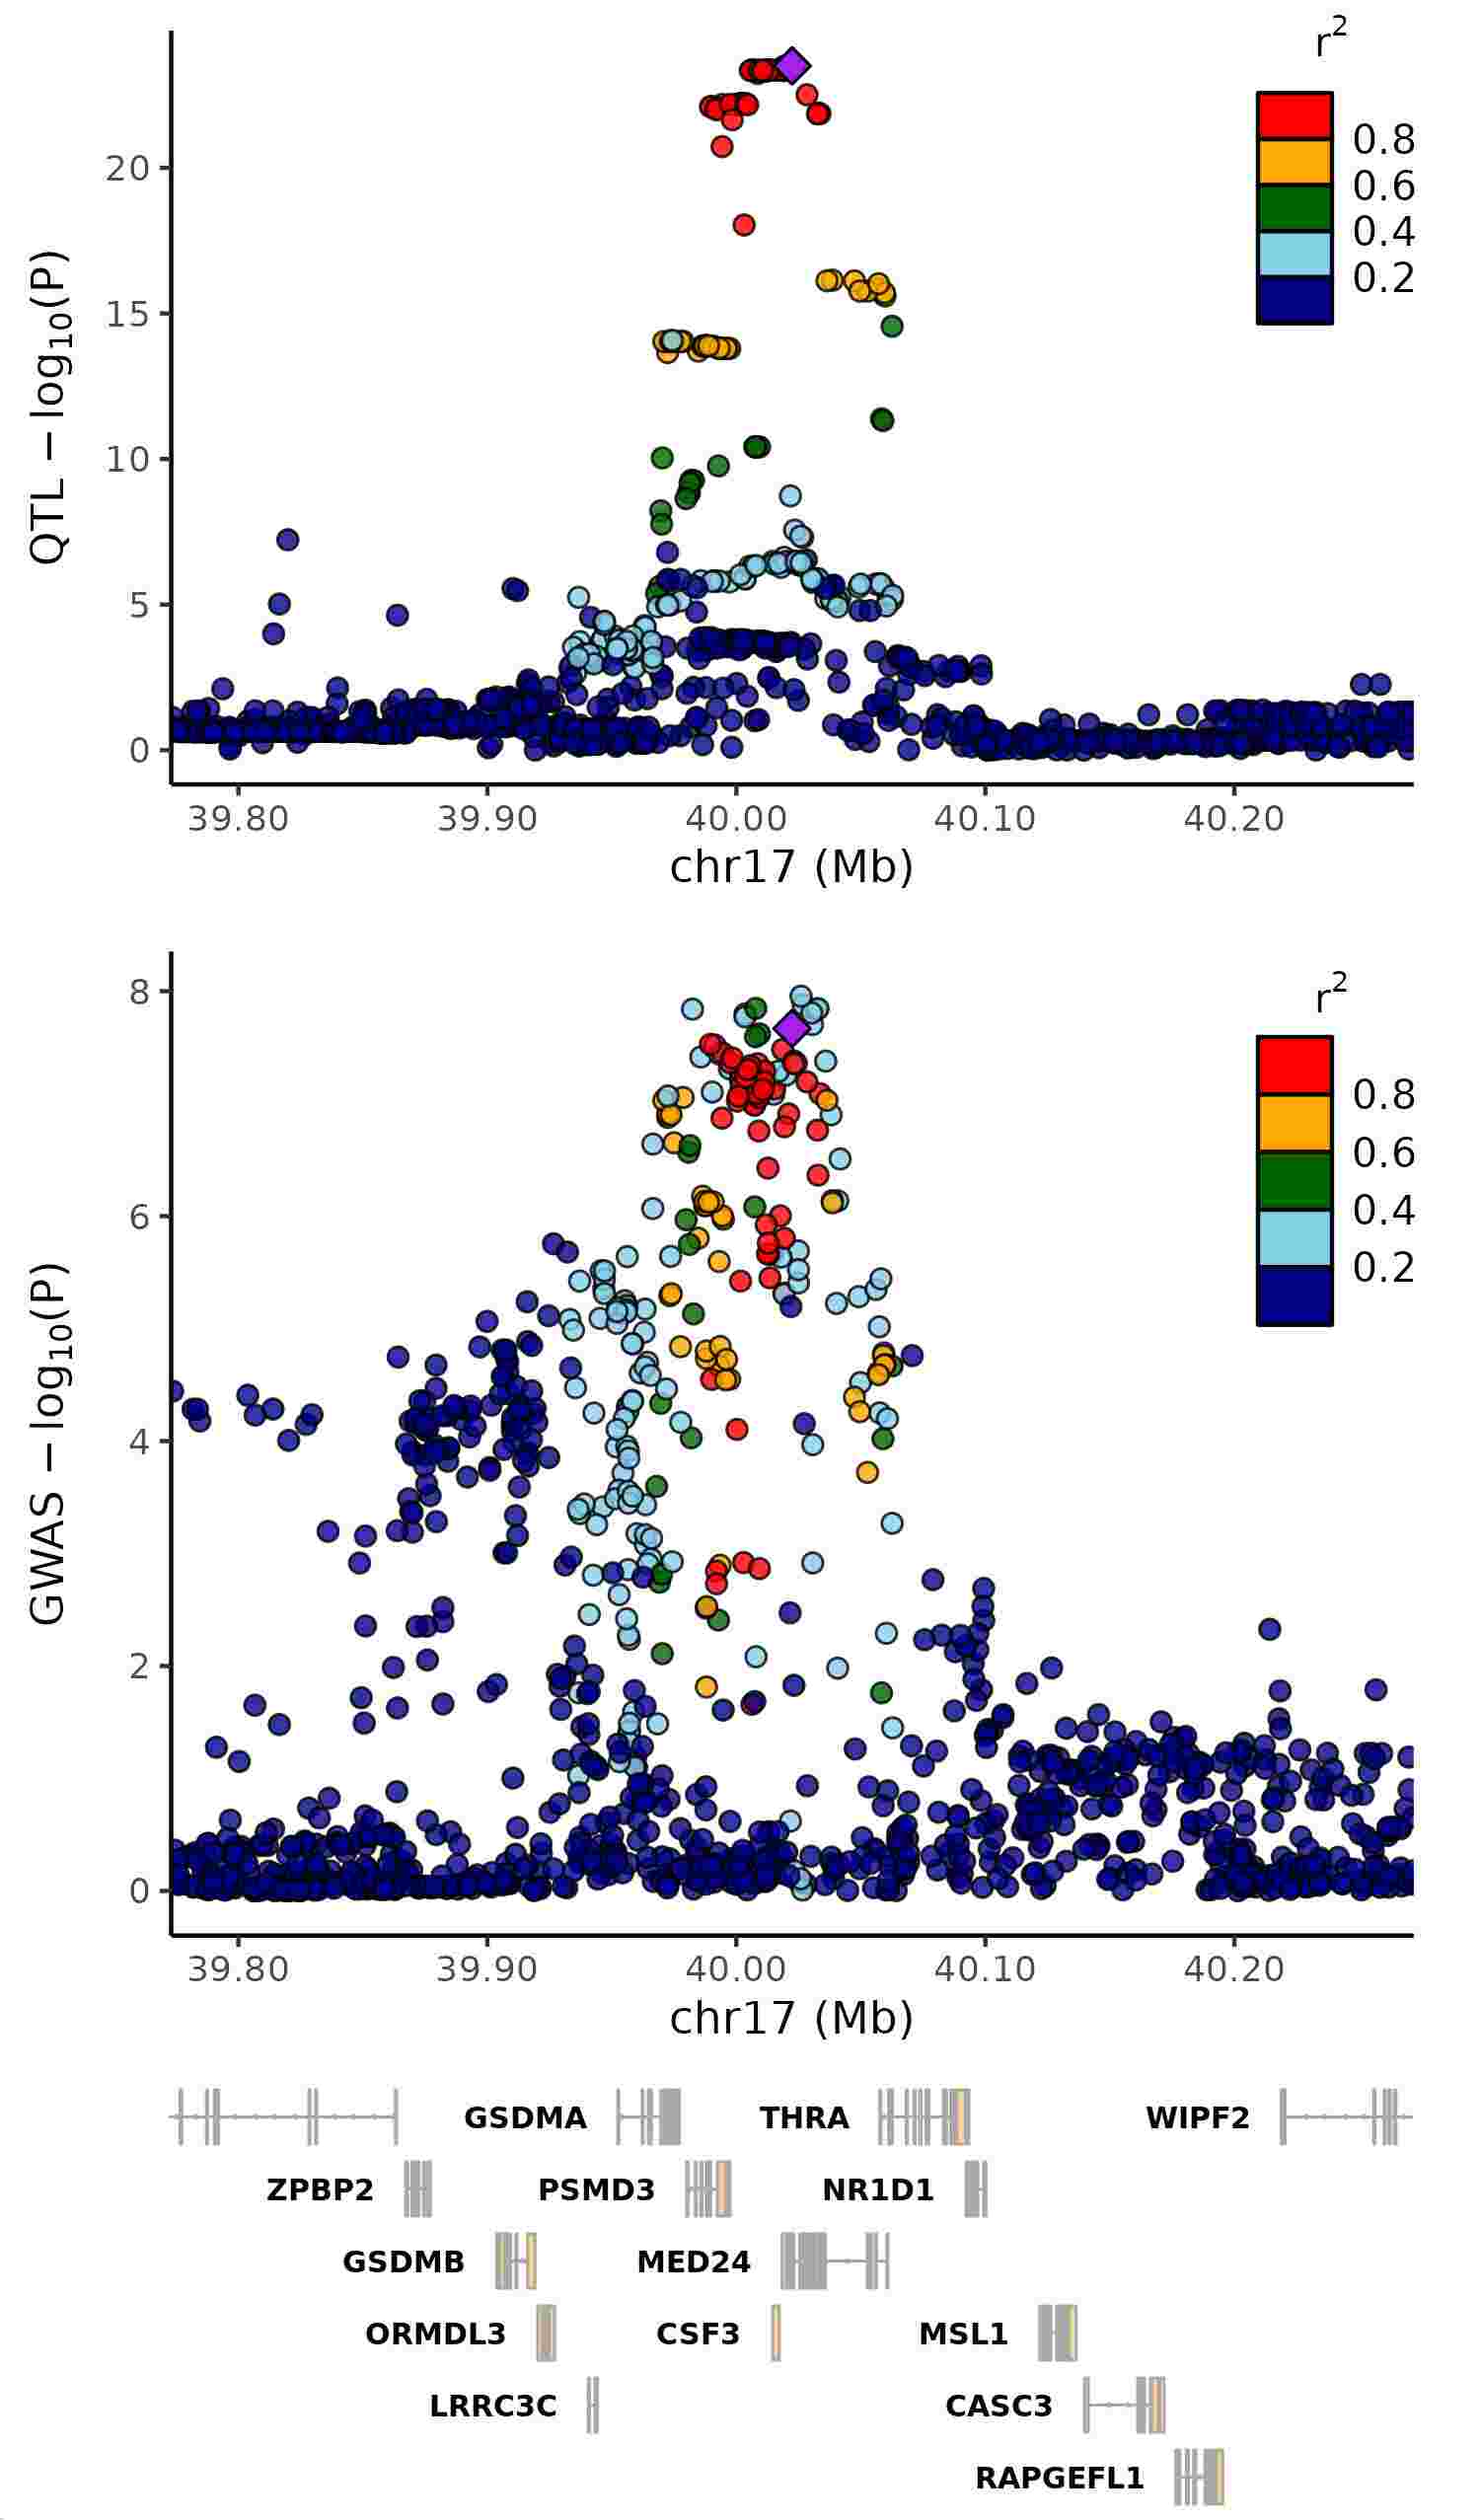 r2
0.8
0.6
0.4
0.2
QTL −log10(P)
20
15
10
5
0
39.80 39.90 40.00 40.10 40.20
chr17 (Mb)
r2
0.8
0.6
0.4
0.2
GWAS −log10(P)
8
6
4
2
0
39.80 39.90 40.00 40.10 40.20
chr17 (Mb)
GSDMA THRA WIPF2
ZPBP2 PSMD3 NR1D1
GSDMB MED24
ORMDL3 CSF3 MSL1
LRRC3C CASC3
RAPGEFL1